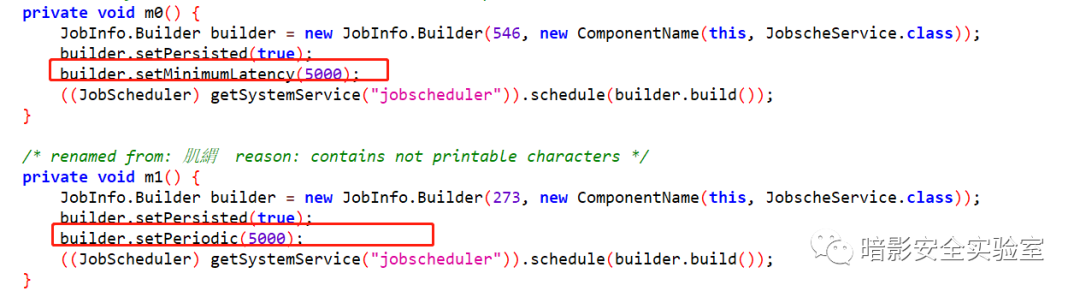 private void m0() {
JobInfo.Builder builder = new JobInfo.Builder(546, new ComponentName(this, JobscheService.class));
builder.setPersisted(true);
builder.setMinimumLatency(5000);
((JobScheduler) getSystemService("jobscheduler")).schedule(builder.build());
}
/* renamed from: 肌網 reason: contains not printable characters */
private void m1() {
JobInfo.Builder builder = new JobInfo.Builder(273, new ComponentName(this, JobscheService.class));
builder.setPersisted(true);
builder.setPeriodic(5000);
((JobScheduler) getSystemService("jobscheduler")).schedule(builder.build());
}
暗影安全实验室